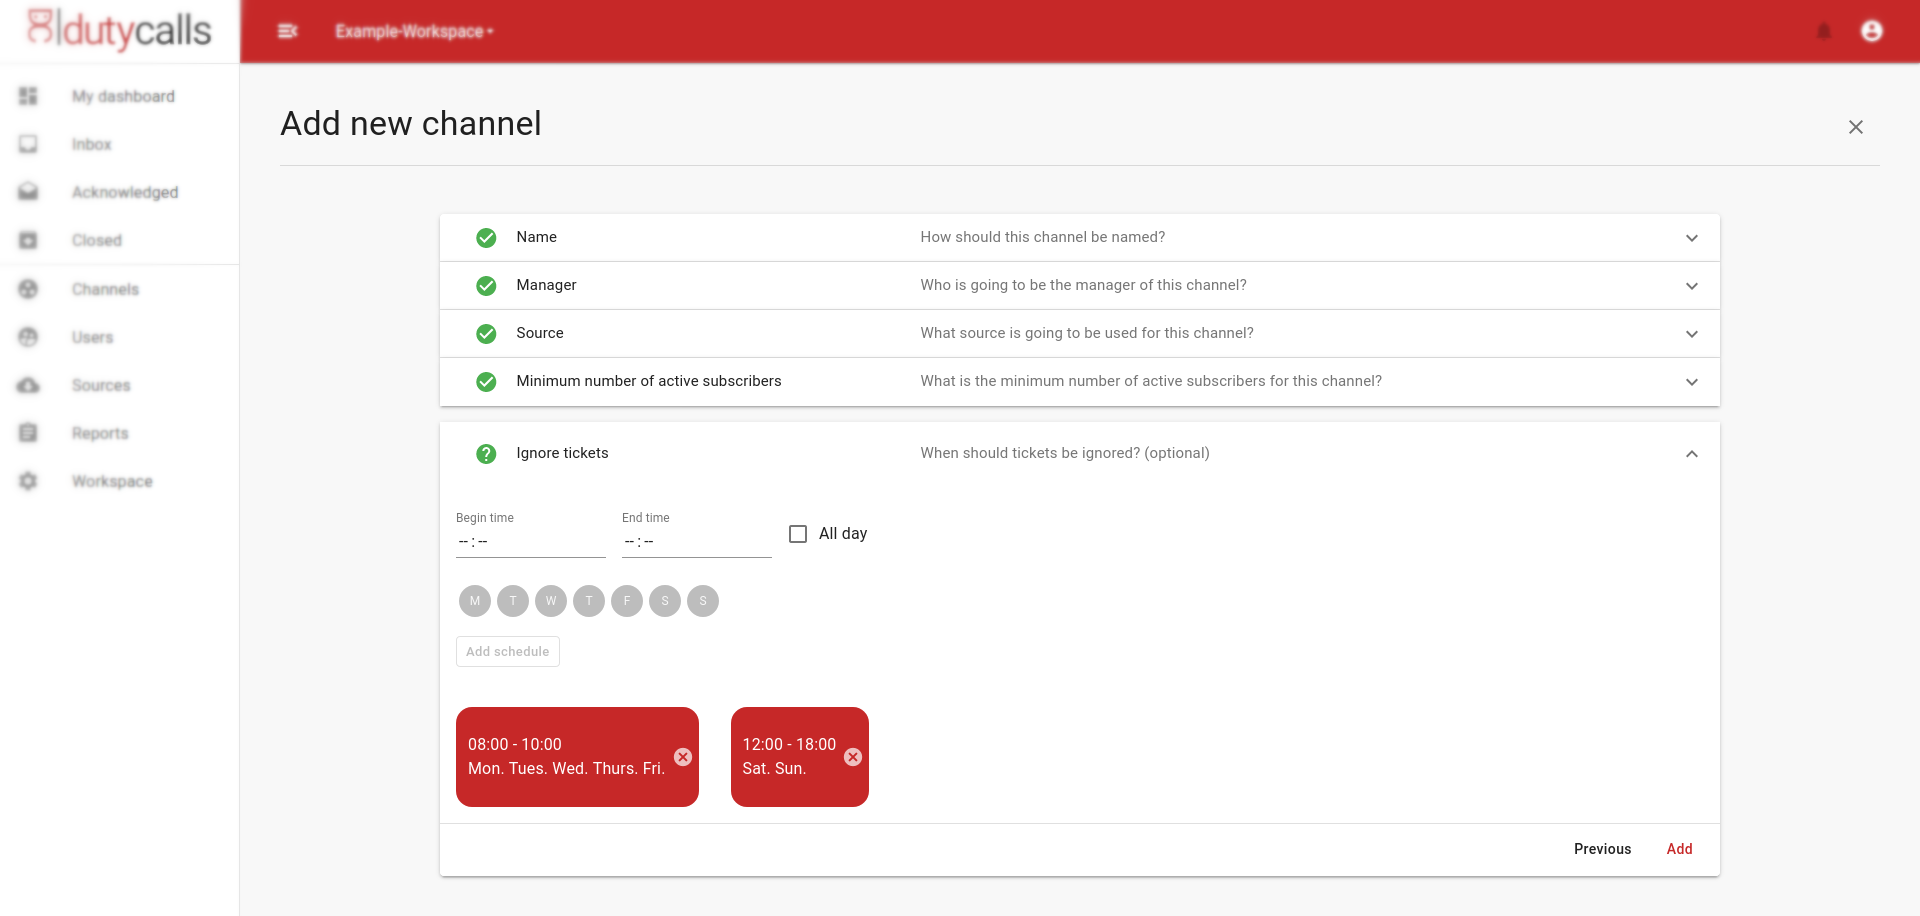 dutycalls
Example-Workspace
My dashboard
Inbox
Acknowledged
Closed
Channels
Users
Sources
Reports
Workspace
Add new channel
Name How should this channel be named?
Manager Who is going to be the manager of this channel?
Source What source is going to be used for this channel?
Minimum number of active subscribers What is the minimum number of active subscribers for this channel?
? Ignore tickets When should tickets be ignored? (optional)
Begin time End time
-- : -- -- : -- All day
M T W T F S S
Add schedule
08:00 - 10:00
Mon. Tues. Wed. Thurs. Fri.
12:00 - 18:00
Sat. Sun.
Previous Add